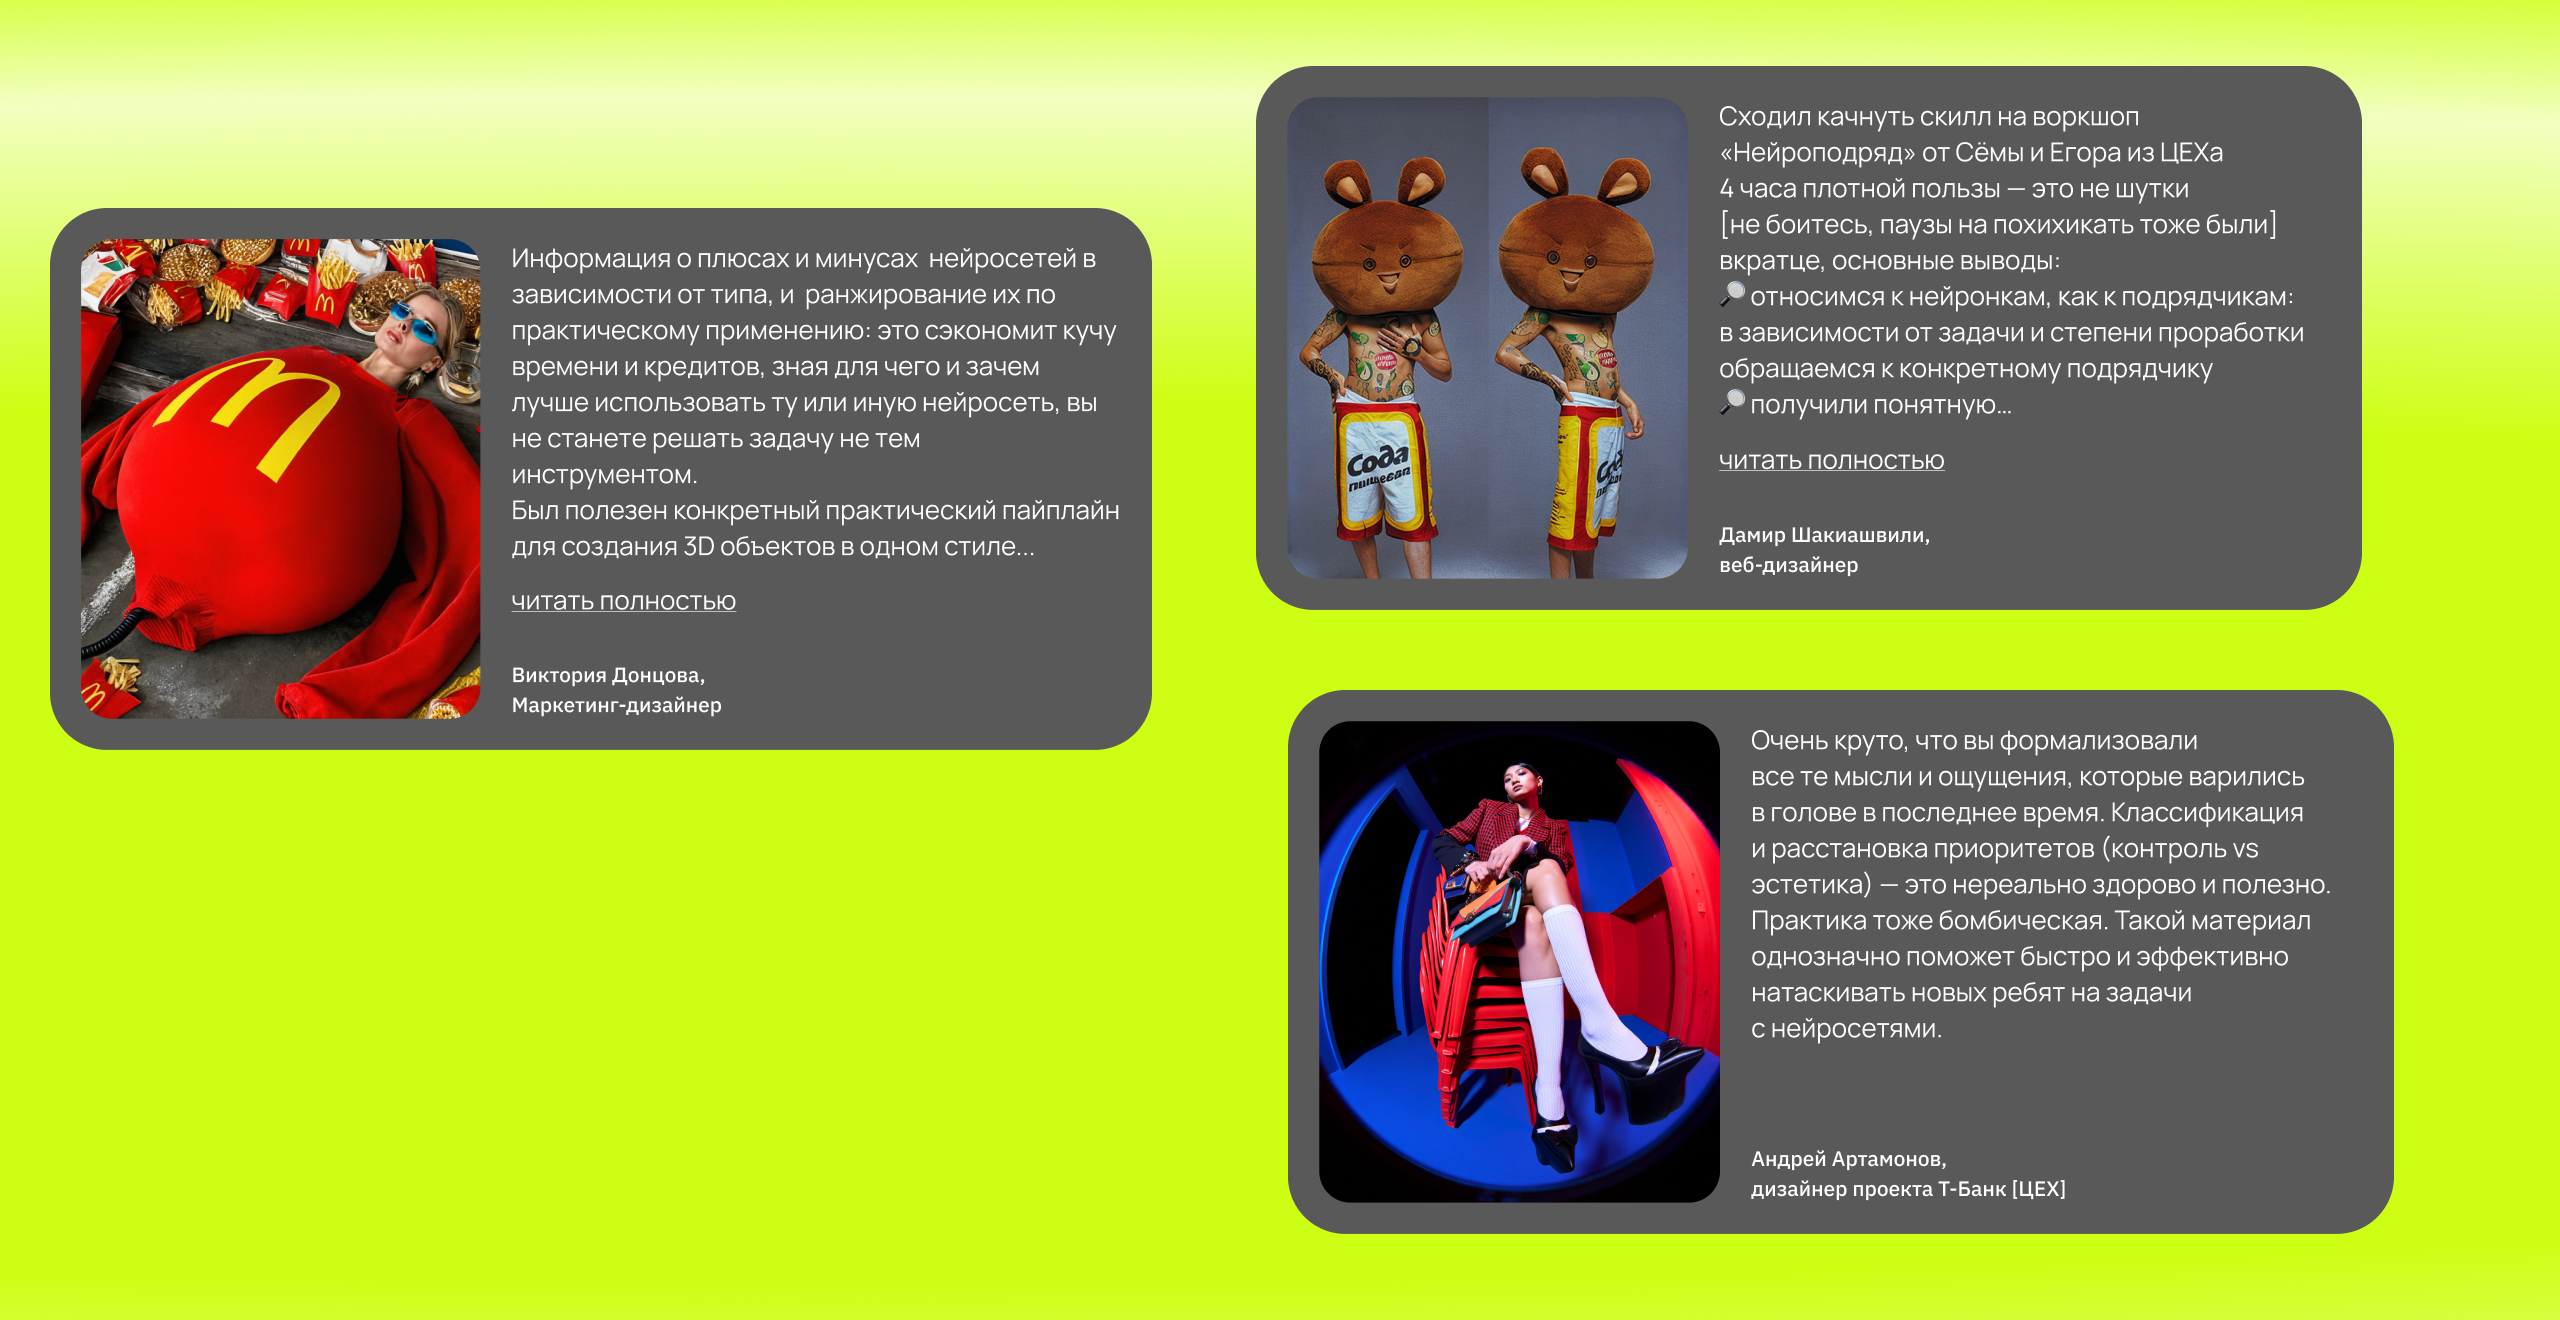 Информация о плюсах и минусах  нейросетей в
зависимости от типа, и  ранжирование их по
практическому применению: это сэкономит кучу
времени и кредитов, зная для чего и зачем
лучше использовать ту или иную нейросеть, вы
не станете решать задачу не тем
инструментом.
Был полезен конкретный практический пайплайн
для создания 3D объектов в одном стиле...
читать полностью
Виктория Донцова,
Маркетинг-дизайнер
Сходил качнуть скилл на воркшоп
«Нейроподряд» от Сёмы и Егора из ЦЕХа
4 часа плотной пользы — это не шутки
[не боитесь, паузы на похихикать тоже были]
вкратце, основные выводы:
🔎 относимся к нейронкам, как к подрядчикам:
в зависимости от задачи и степени проработки
обращаемся к конкретному подрядчику
🔎 получили понятную...
читать полностью
Дамир Шакиашвили,
веб-дизайнер
Сода
пищевая
Очень круто, что вы формализовали
все те мысли и ощущения, которые варились
в голове в последнее время. Классификация
и расстановка приоритетов (контроль vs
эстетика) — это нереально здорово и полезно.
Практика тоже бомбическая. Такой материал
однозначно поможет быстро и эффективно
натаскивать новых ребят на задачи
с нейросетями.
Андрей Артамонов,
дизайнер проекта Т-Банк [ЦЕХ]